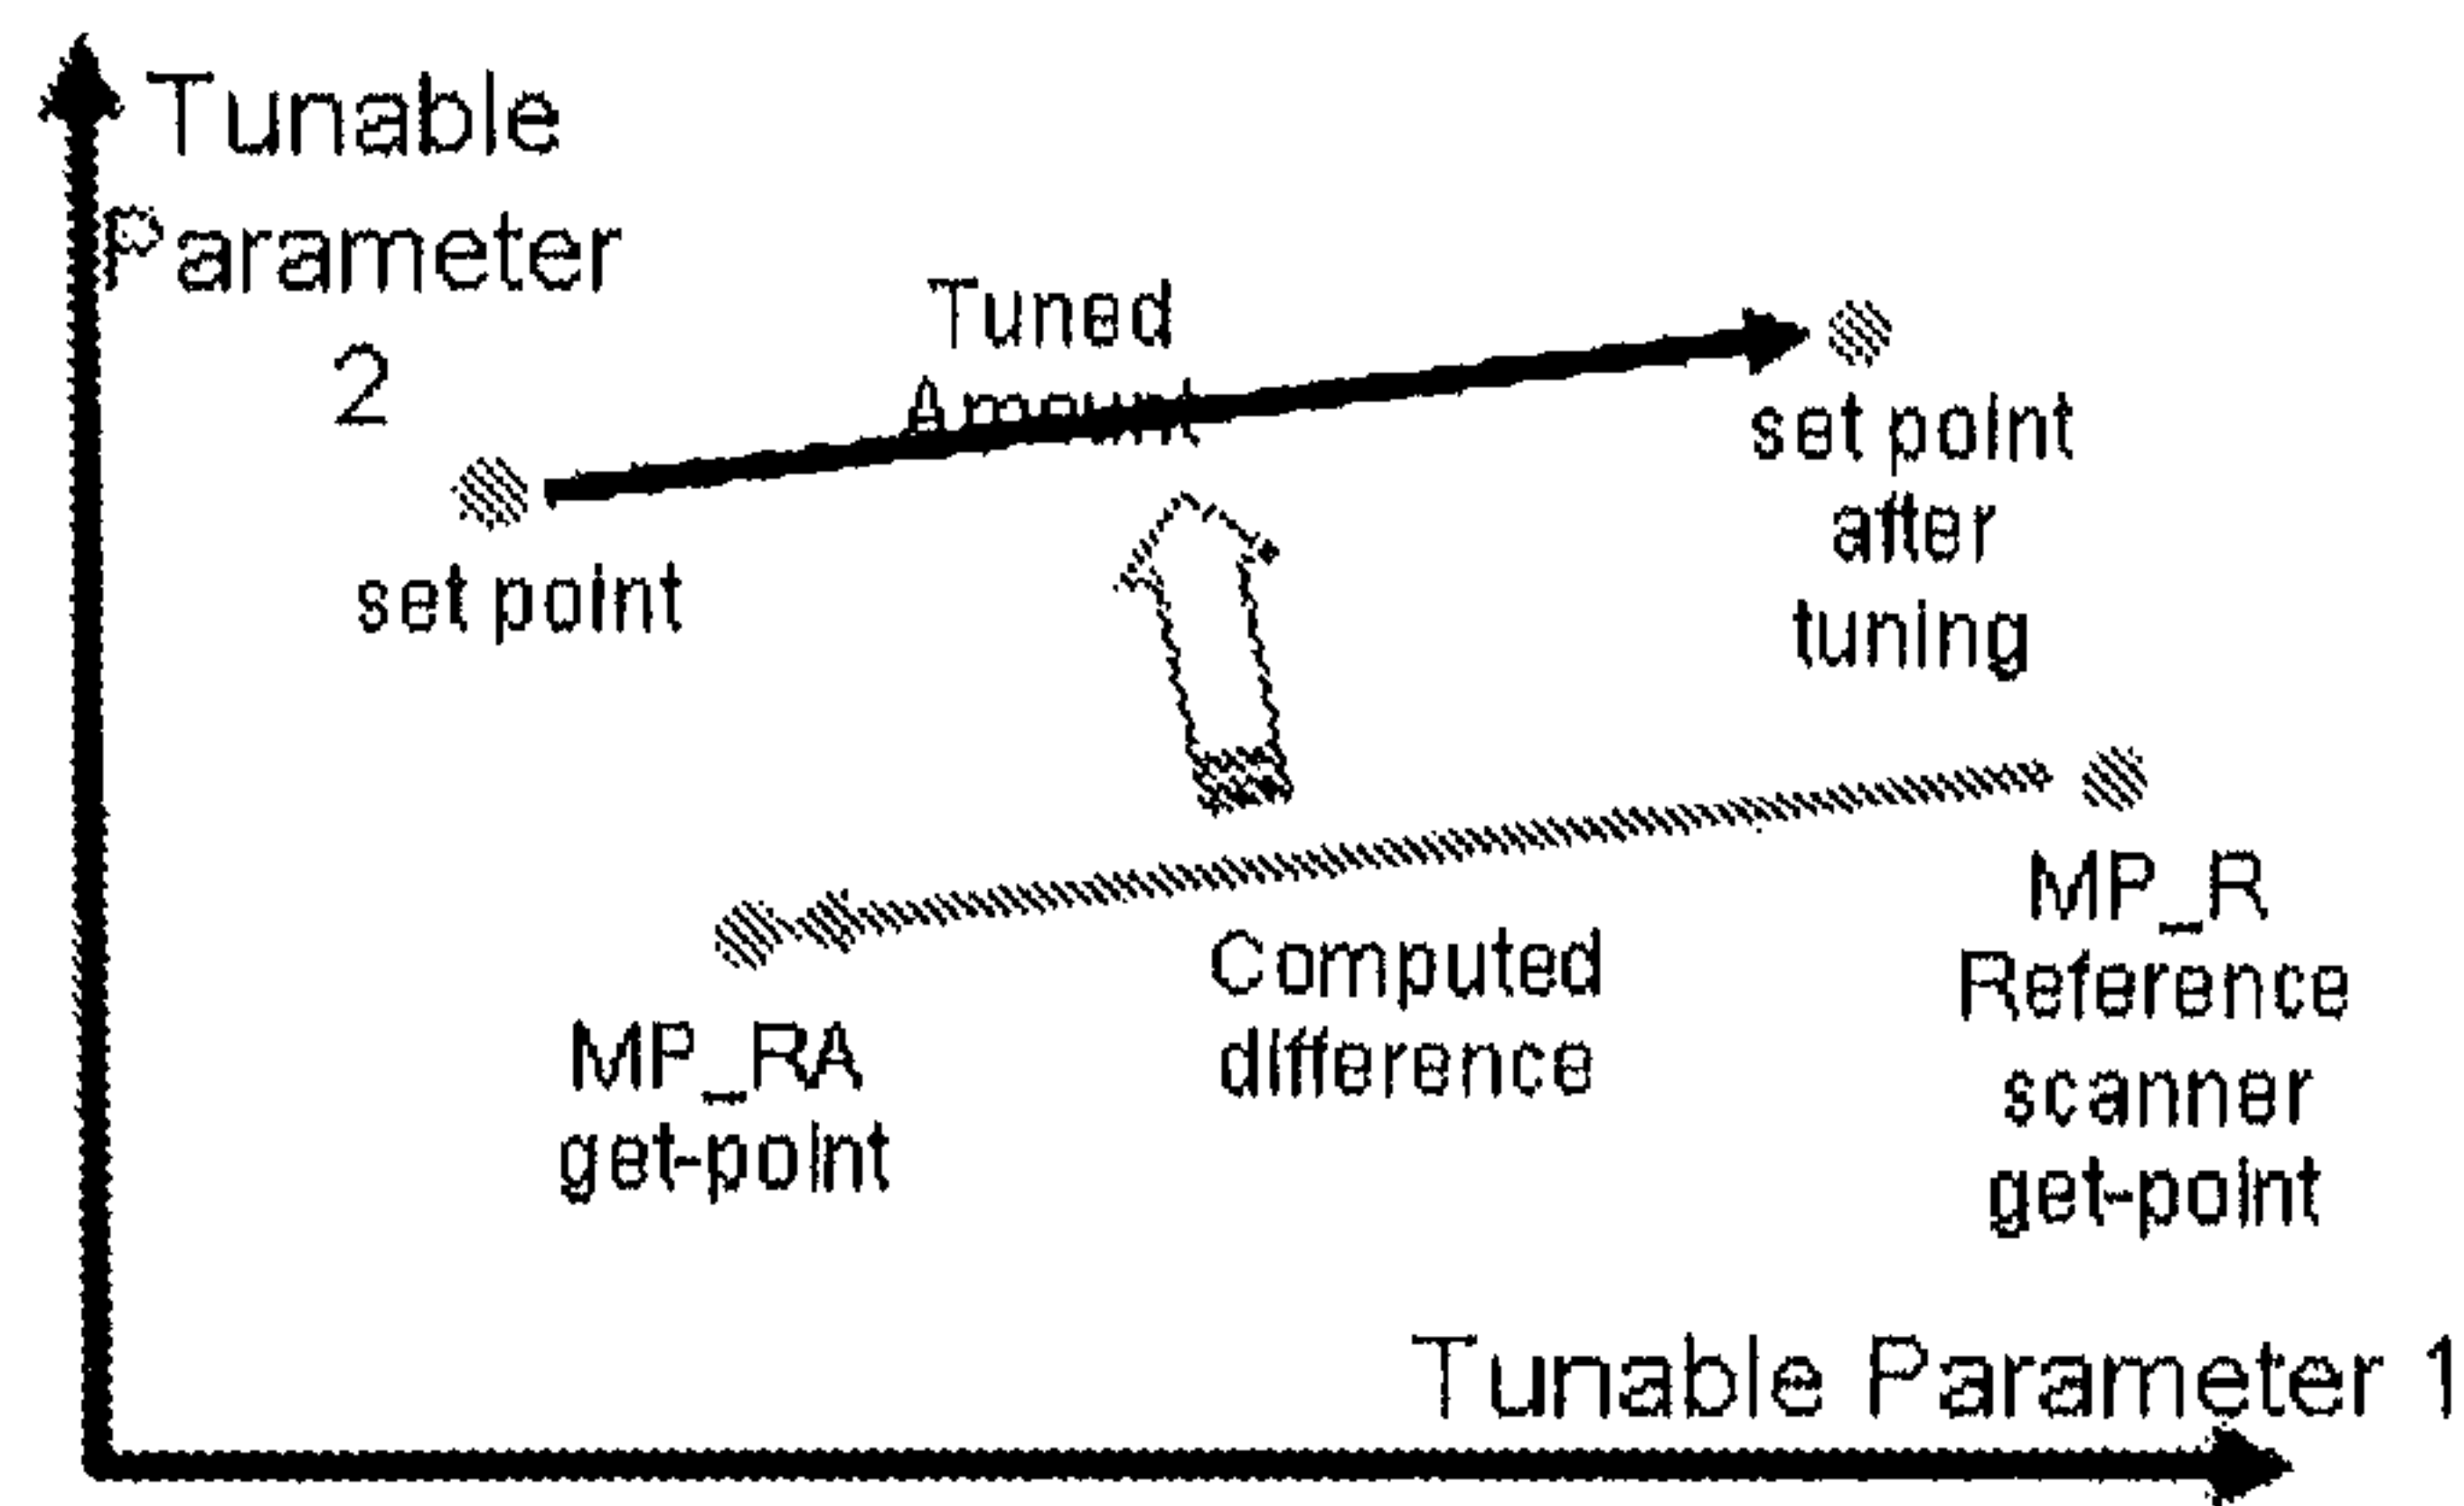 Tunable
Parameter
2
Tuned
Amount
set point
after
tuning
set point
MP_R
Reference
scanner
get-point
Computed
difference
MP_RA
get-point
Tunable Parameter 1